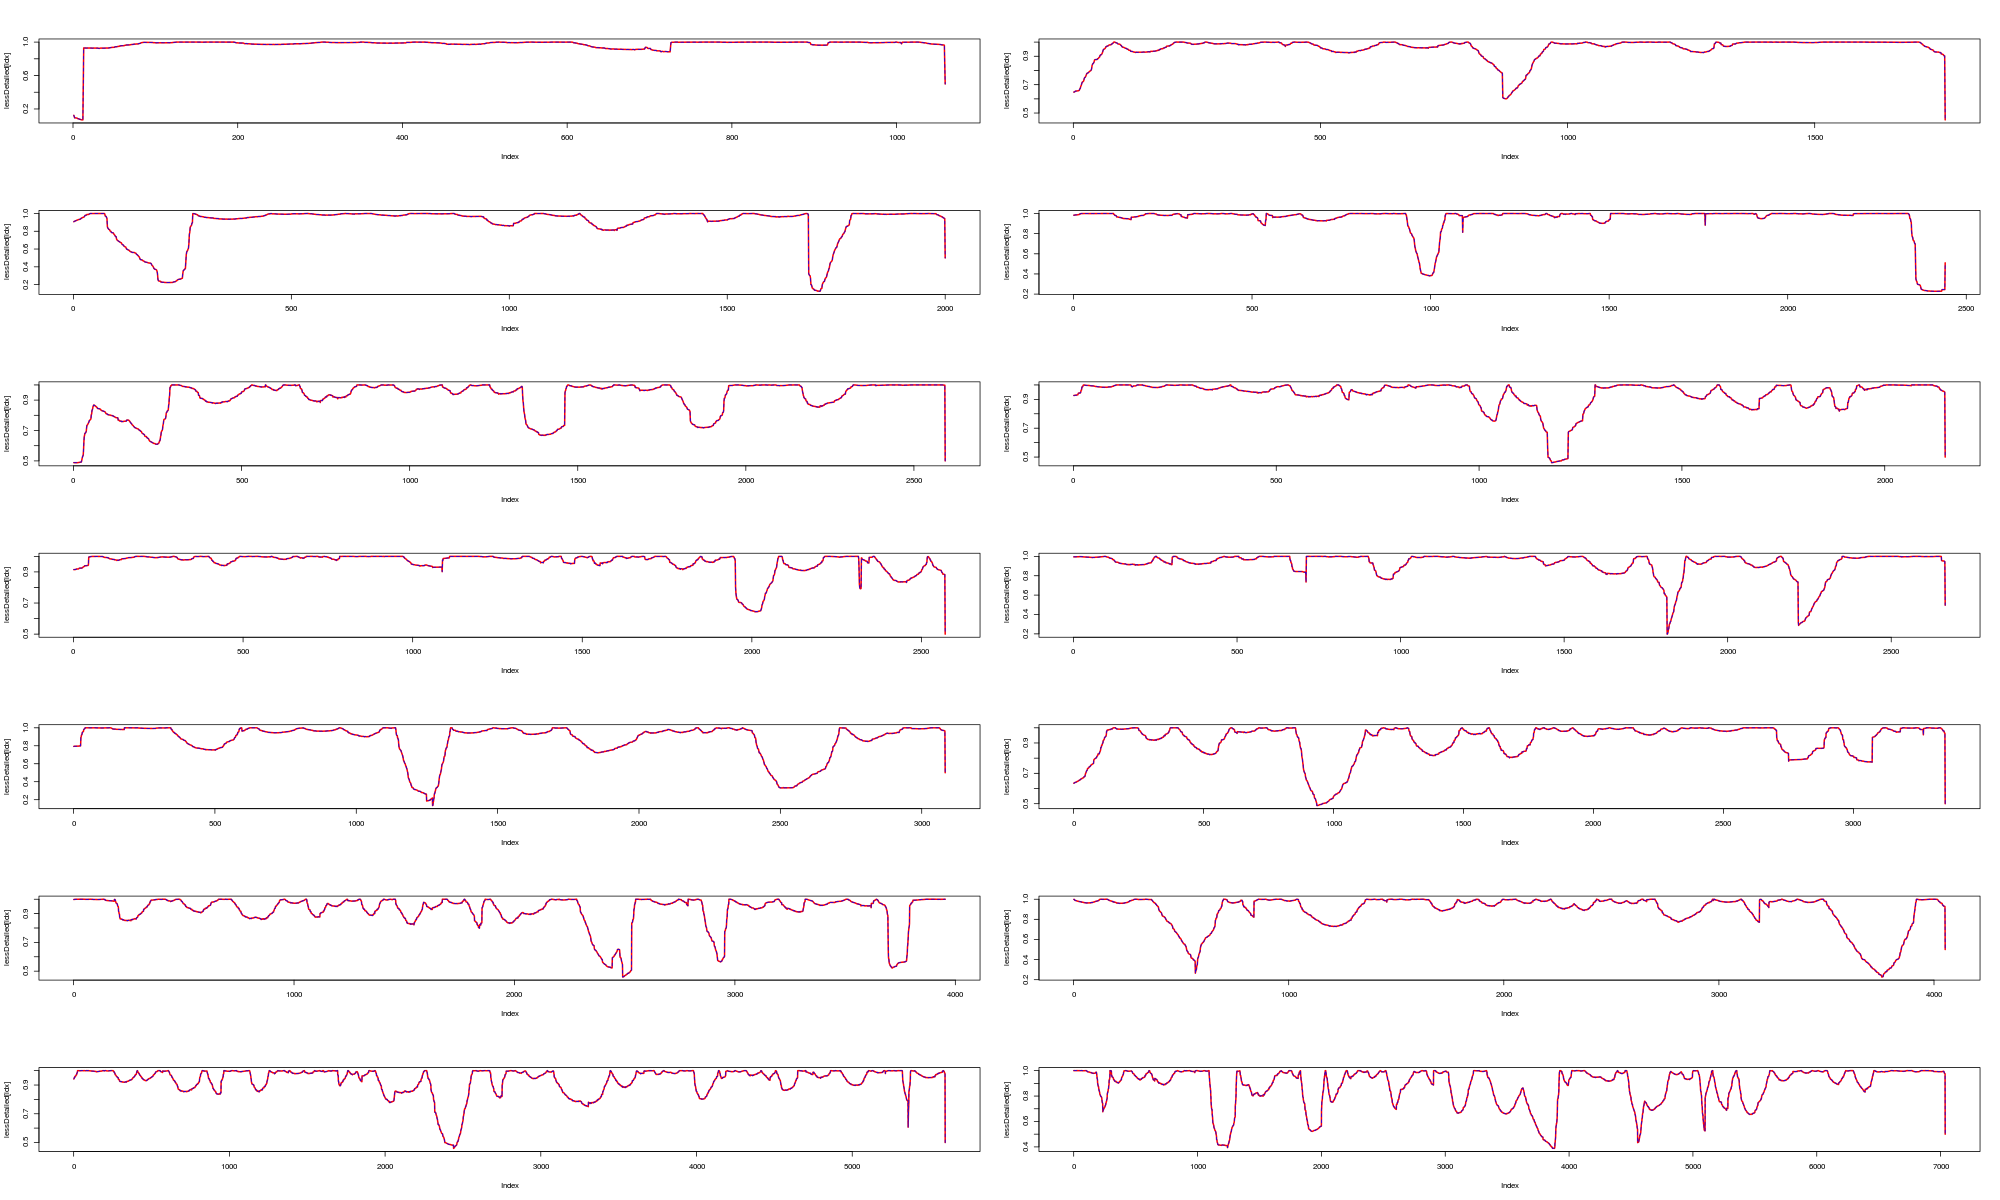 lessDetailed[idx]
0.2 0.6 1.0
0 200 400 600 800 1000
Index
lessDetailed[idx]
0.5 0.7 0.9
0 500 1000 1500
Index
lessDetailed[idx]
0.2 0.4 0.6 0.8 1.0
0 500 1000 1500 2000
Index
lessDetailed[idx]
0.2 0.4 0.6 0.8 1.0
0 500 1000 1500 2000 2500
Index
lessDetailed[idx]
0.5 0.7 0.9
0 500 1000 1500 2000 2500
Index
lessDetailed[idx]
0.5 0.7 0.9
0 500 1000 1500 2000
Index
lessDetailed[idx]
0.5 0.7 0.9
0 500 1000 1500 2000 2500
Index
lessDetailed[idx]
0.2 0.4 0.6 0.8 1.0
0 500 1000 1500 2000 2500
Index
lessDetailed[idx]
0.2 0.4 0.6 0.8 1.0
0 500 1000 1500 2000 2500 3000
Index
lessDetailed[idx]
0.5 0.7 0.9
0 500 1000 1500 2000 2500 3000
Index
lessDetailed[idx]
0.5 0.7 0.9
0 1000 2000 3000 4000
Index
lessDetailed[idx]
0.2 0.4 0.6 0.8 1.0
0 1000 2000 3000 4000
Index
lessDetailed[idx]
0.5 0.7 0.9
0 1000 2000 3000 4000 5000
Index
lessDetailed[idx]
0.4 0.6 0.8 1.0
0 1000 2000 3000 4000 5000 6000 7000
Index